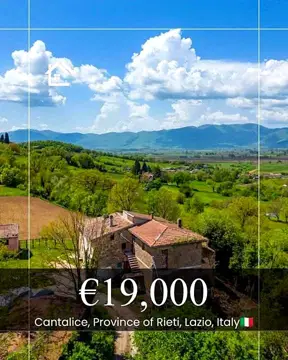 €19,000
Cantalice, Province of Rieti, Lazio, Italy🇮🇹